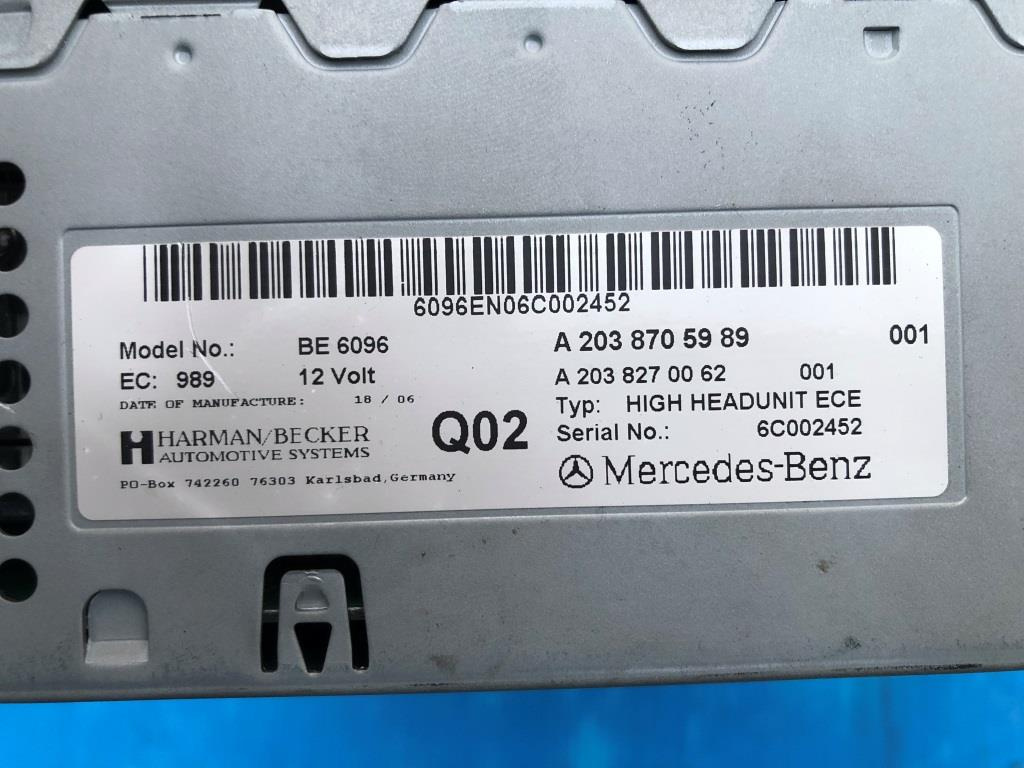 6096EN06C002452
Model No.: BE 6096
A 203 870 59 89 001
EC: 989 12 Volt
A 203 827 00 62 001
DATE OF MANUFACTURE: 18 / 06
Typ: HIGH HEADUNIT ECE
HARMAN/BECKER
AUTOMOTIVE SYSTEMS
Q02
Serial No.: 6C002452
Mercedes-Benz
PO-Box 742260 76303 Karlsbad,Germany